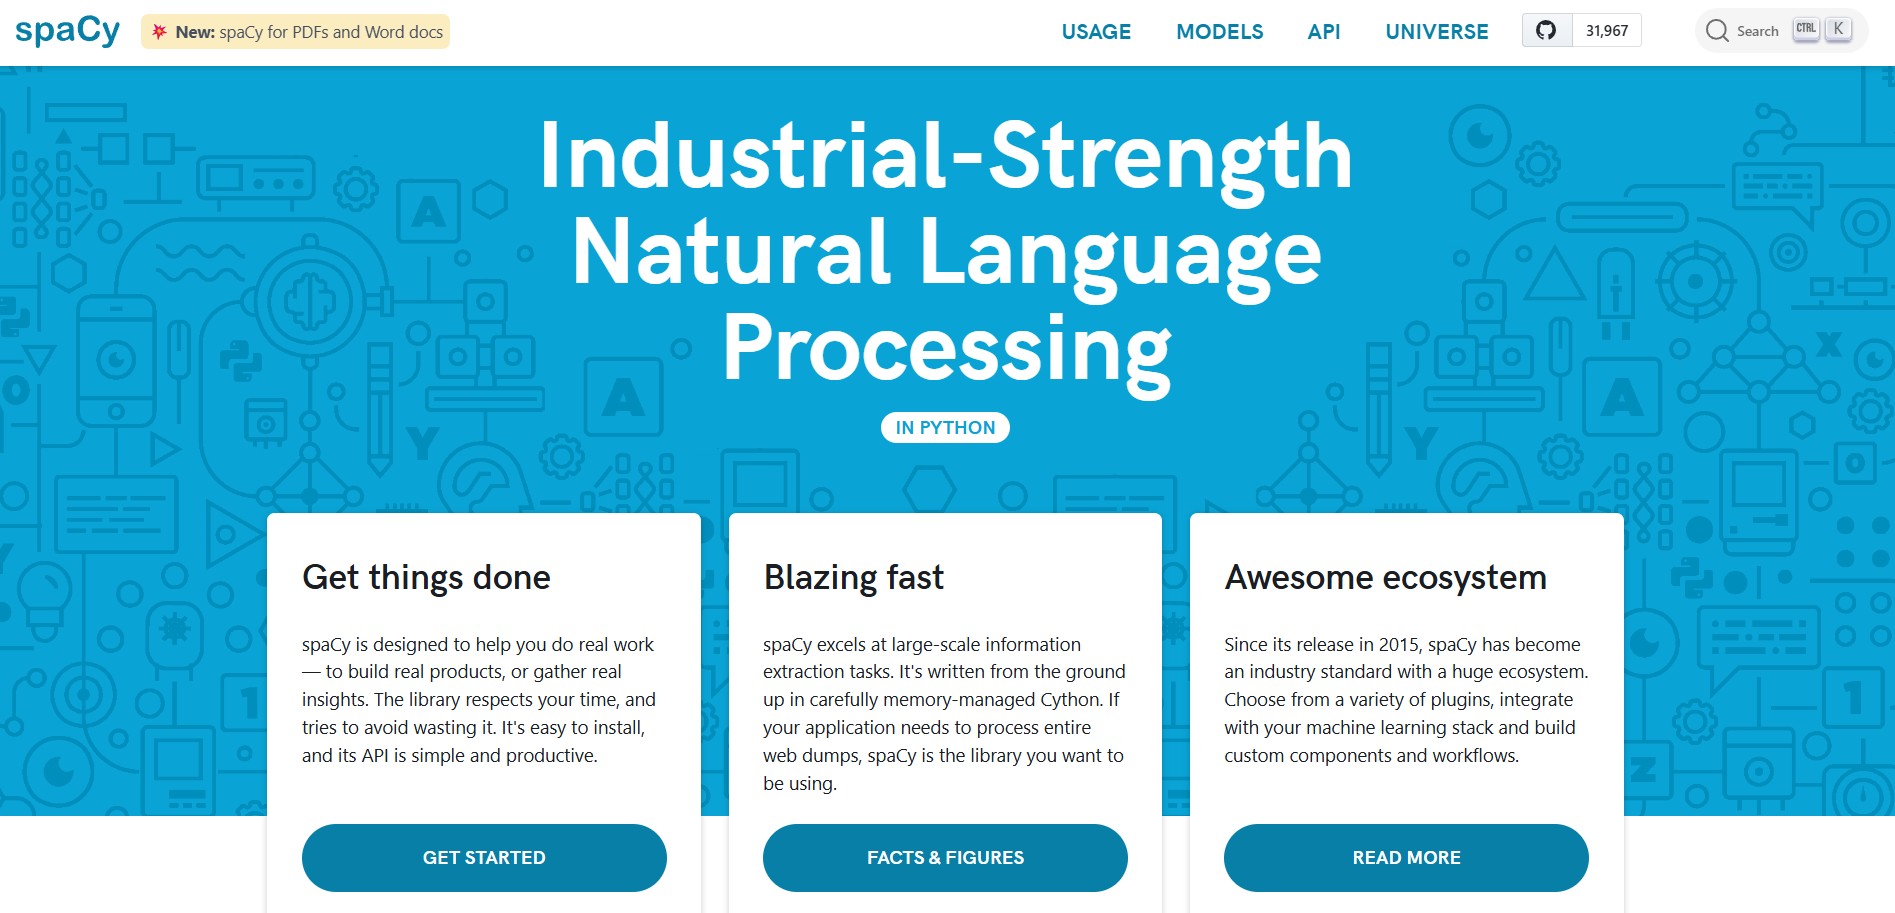 spaCy
New: spaCy for PDFs and Word docs
USAGE
MODELS
API
UNIVERSE
31,967
Search
CTRL
K
Industrial-Strength
Natural Language
Processing
IN PYTHON
Get things done
spaCy is designed to help you do real work
— to build real products, or gather real
insights. The library respects your time, and
tries to avoid wasting it. It's easy to install,
and its API is simple and productive.
GET STARTED
Blazing fast
spaCy excels at large-scale information
extraction tasks. It's written from the ground
up in carefully memory-managed Cython. If
your application needs to process entire
web dumps, spaCy is the library you want to
be using.
FACTS & FIGURES
Awesome ecosystem
Since its release in 2015, spaCy has become
an industry standard with a huge ecosystem.
Choose from a variety of plugins, integrate
with your machine learning stack and build
custom components and workflows.
READ MORE
A
Y
A
O
1
Y
A
X
O
1
Z